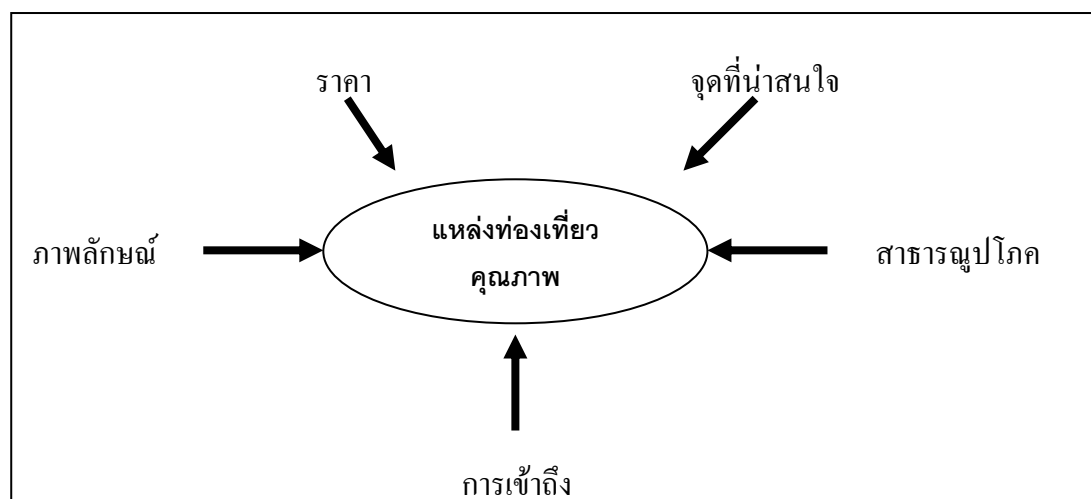 ราคา
จุดที่น่าสนใจ
แหล่งท่องเที่ยว
คุณภาพ
ภาพลักษณ์
สาธารณูปโภค
การเข้าถึง